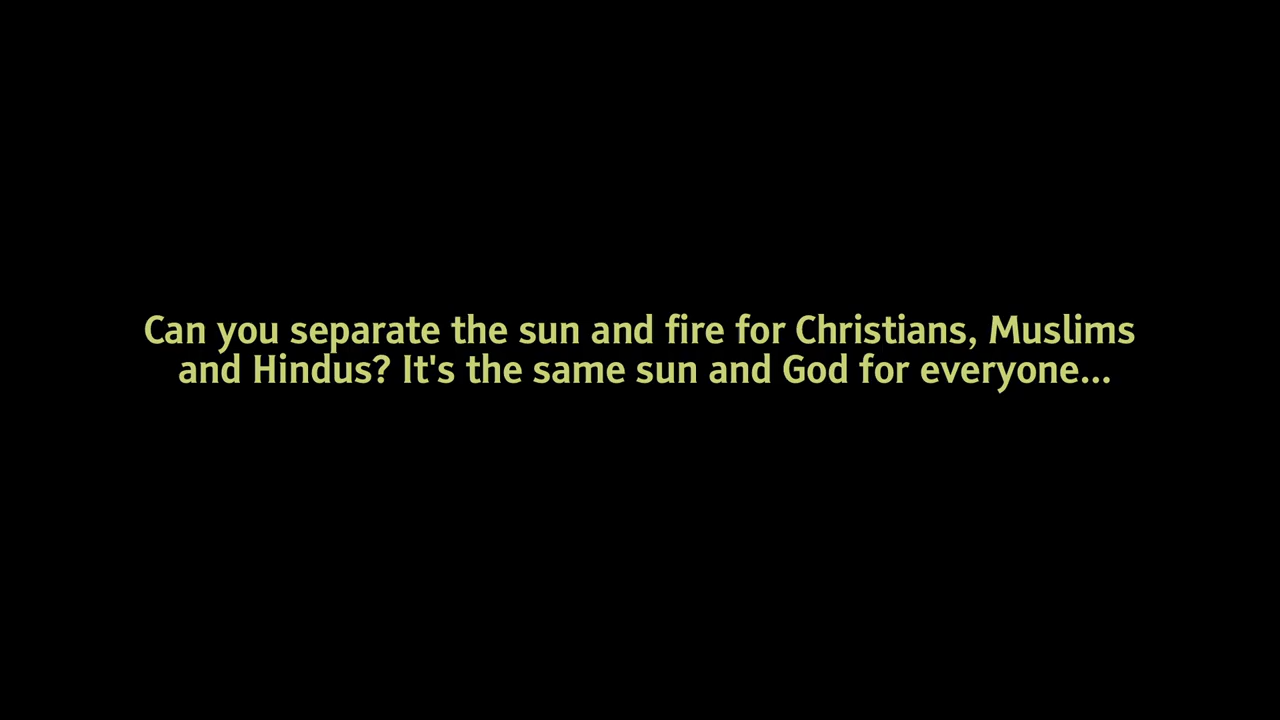 Can you separate the sun and fire for Christians, Muslims
and Hindus? It's the same sun and God for everyone...